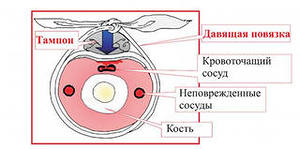 Тампон
Давящая повязка
Кровоточащий
сосуд
Неповрежденные
сосуды
Кость